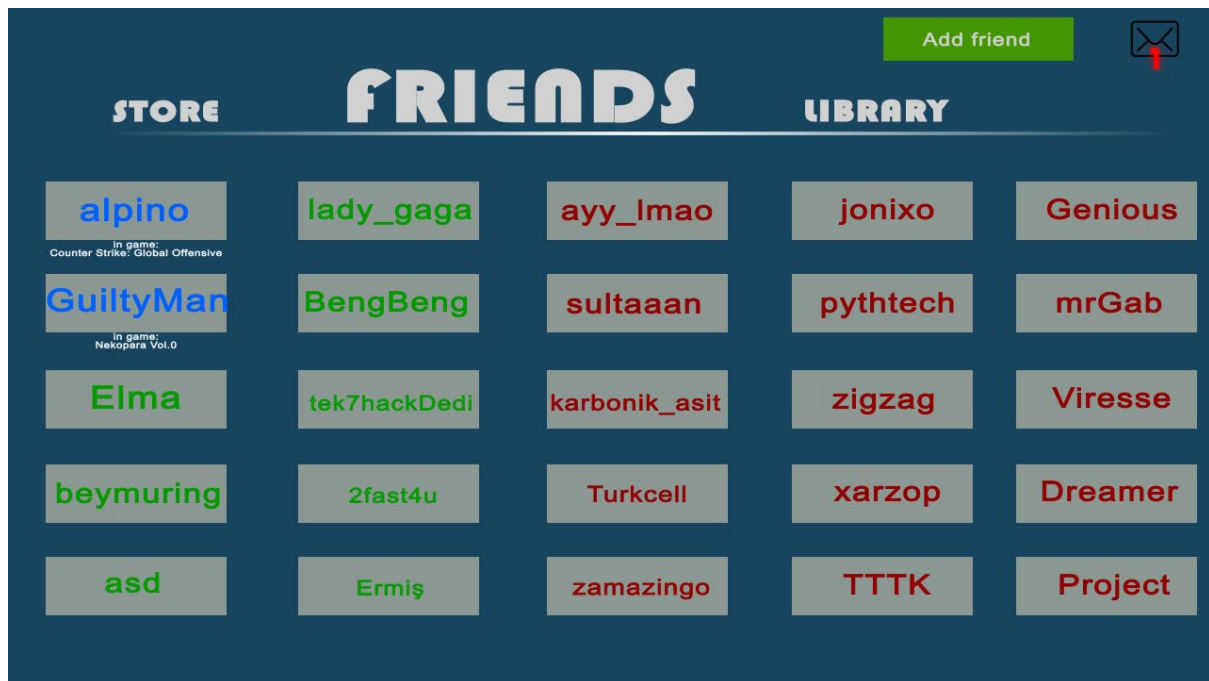 Add friend
1
STORE
FRIENDS
LIBRARY
alpino
lady_gaga
ayy_lmao
jonixo
Genious
in game:
Counter Strike: Global Offensive
GuiltyMan
BengBeng
sultaaan
pythtech
mrGab
in game:
Nekopara Vol.0
Elma
tek7hackDedi
karbonik_asit
zigzag
Viresse
beymuring
2fast4u
Turkcell
xarzop
Dreamer
asd
Ermiş
zamazingo
TTTK
Project